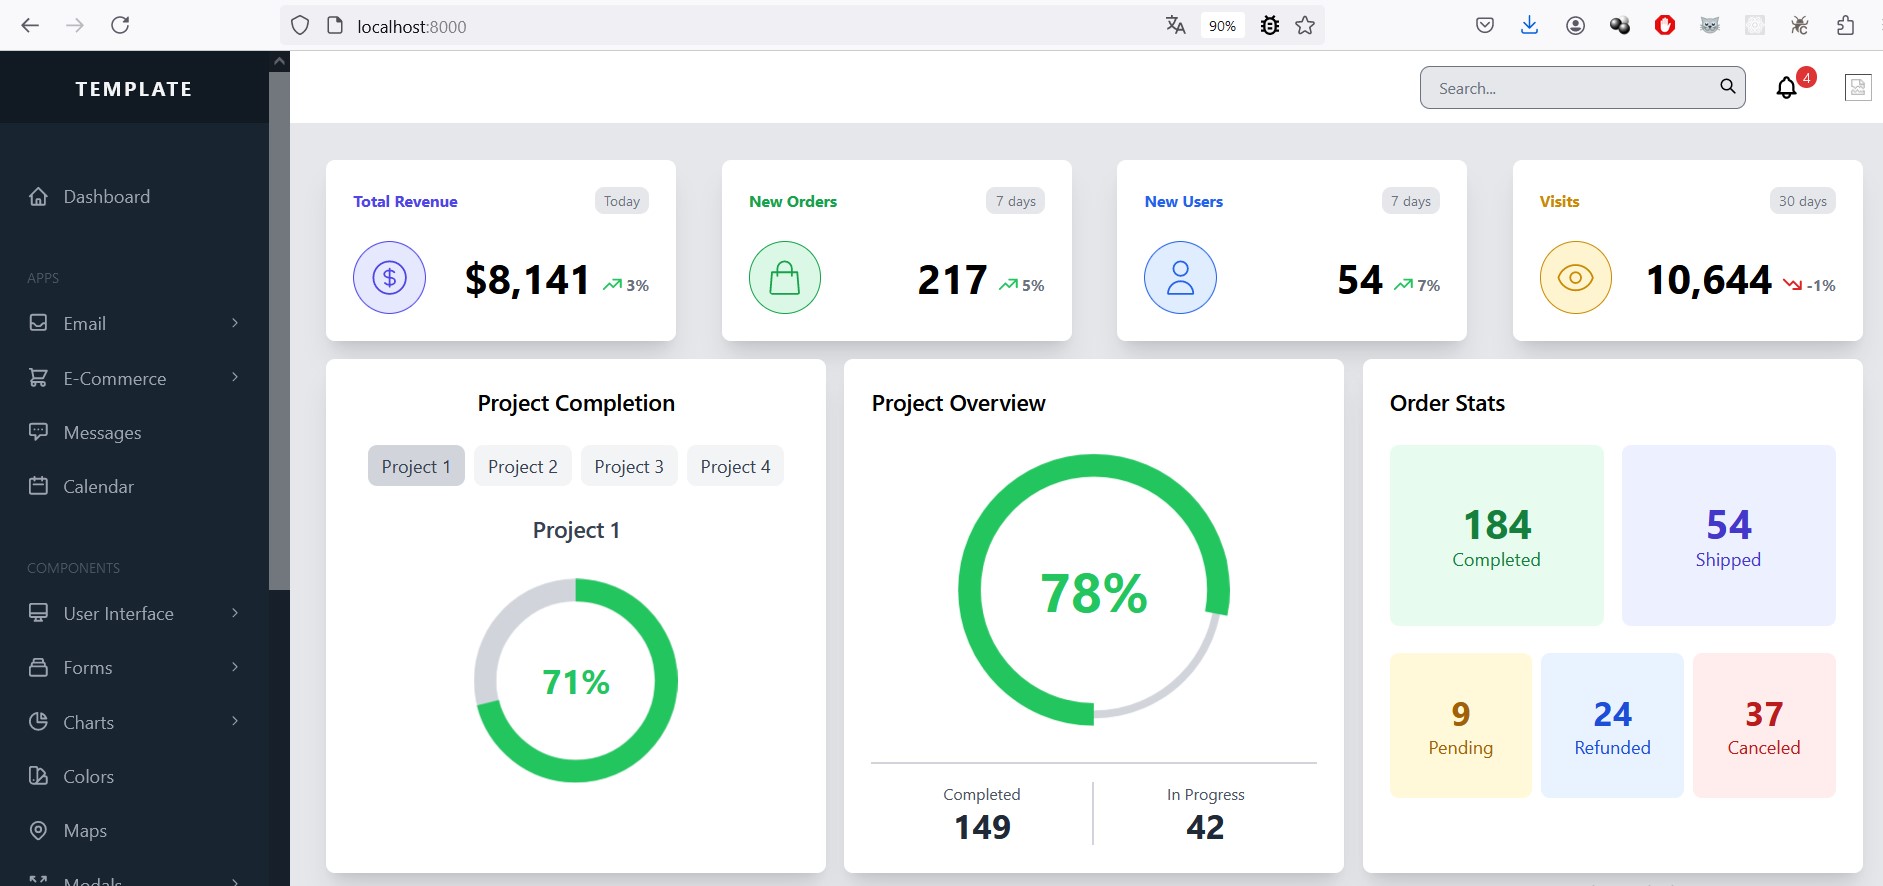 localhost:8000
90%
TEMPLATE
Search...
4
Dashboard
APPS
Email
E-Commerce
Messages
Calendar
COMPONENTS
User Interface
Forms
Charts
Colors
Maps
Modals
Total Revenue
Today
$8,141
3%
New Orders
7 days
217
5%
New Users
7 days
54
7%
Visits
30 days
10,644
-1%
Project Completion
Project 1
Project 2
Project 3
Project 4
Project 1
71%
Project Overview
78%
Completed
149
In Progress
42
Order Stats
184
Completed
54
Shipped
9
Pending
24
Refunded
37
Canceled